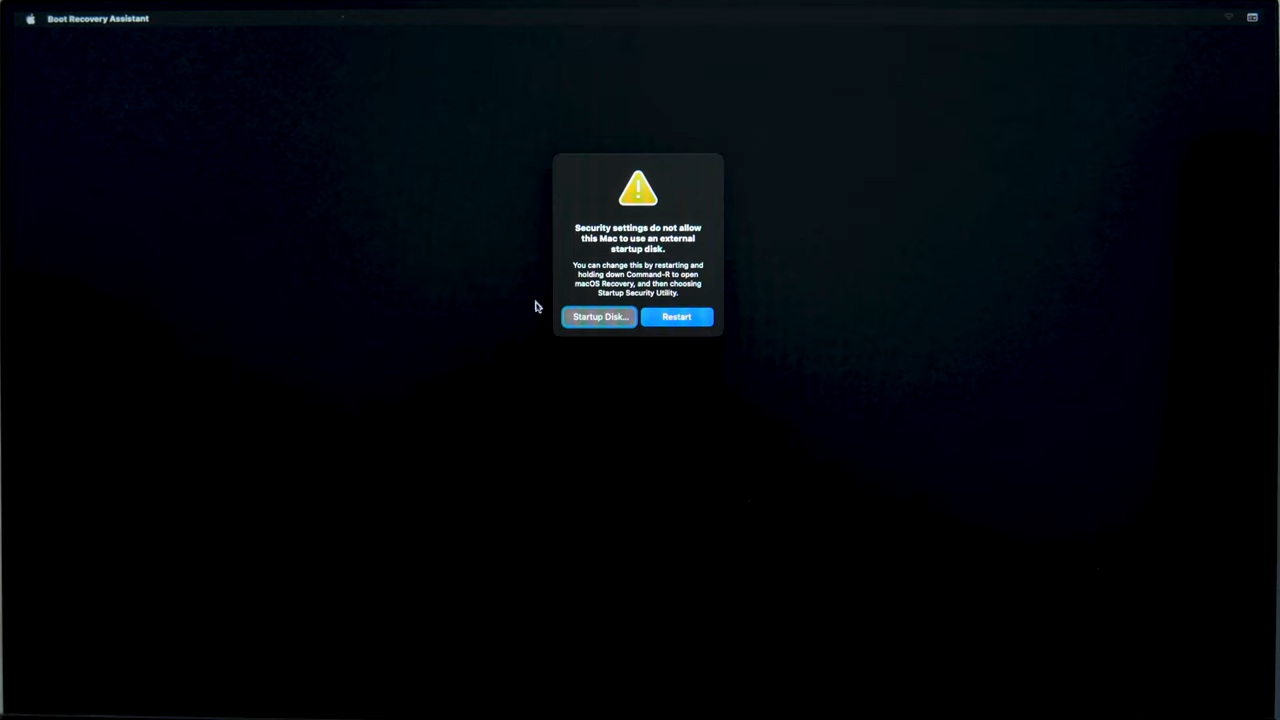 Boot Recovery Assistant
Security settings do not allow
this Mac to use an external
startup disk.
You can change this by restarting and
holding down Command-R to open
macOS Recovery, and then choosing
Startup Security Utility.
Startup Disk...
Restart